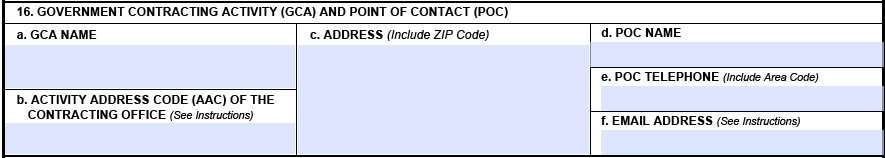 16. GOVERNMENT CONTRACTING ACTIVITY (GCA) AND POINT OF CONTACT (POC)
a. GCA NAME
b. ACTIVITY ADDRESS CODE (AAC) OF THE
CONTRACTING OFFICE (See Instructions)
c. ADDRESS (Include ZIP Code)
d. POC NAME
e. POC TELEPHONE (Include Area Code)
f. EMAIL ADDRESS (See Instructions)